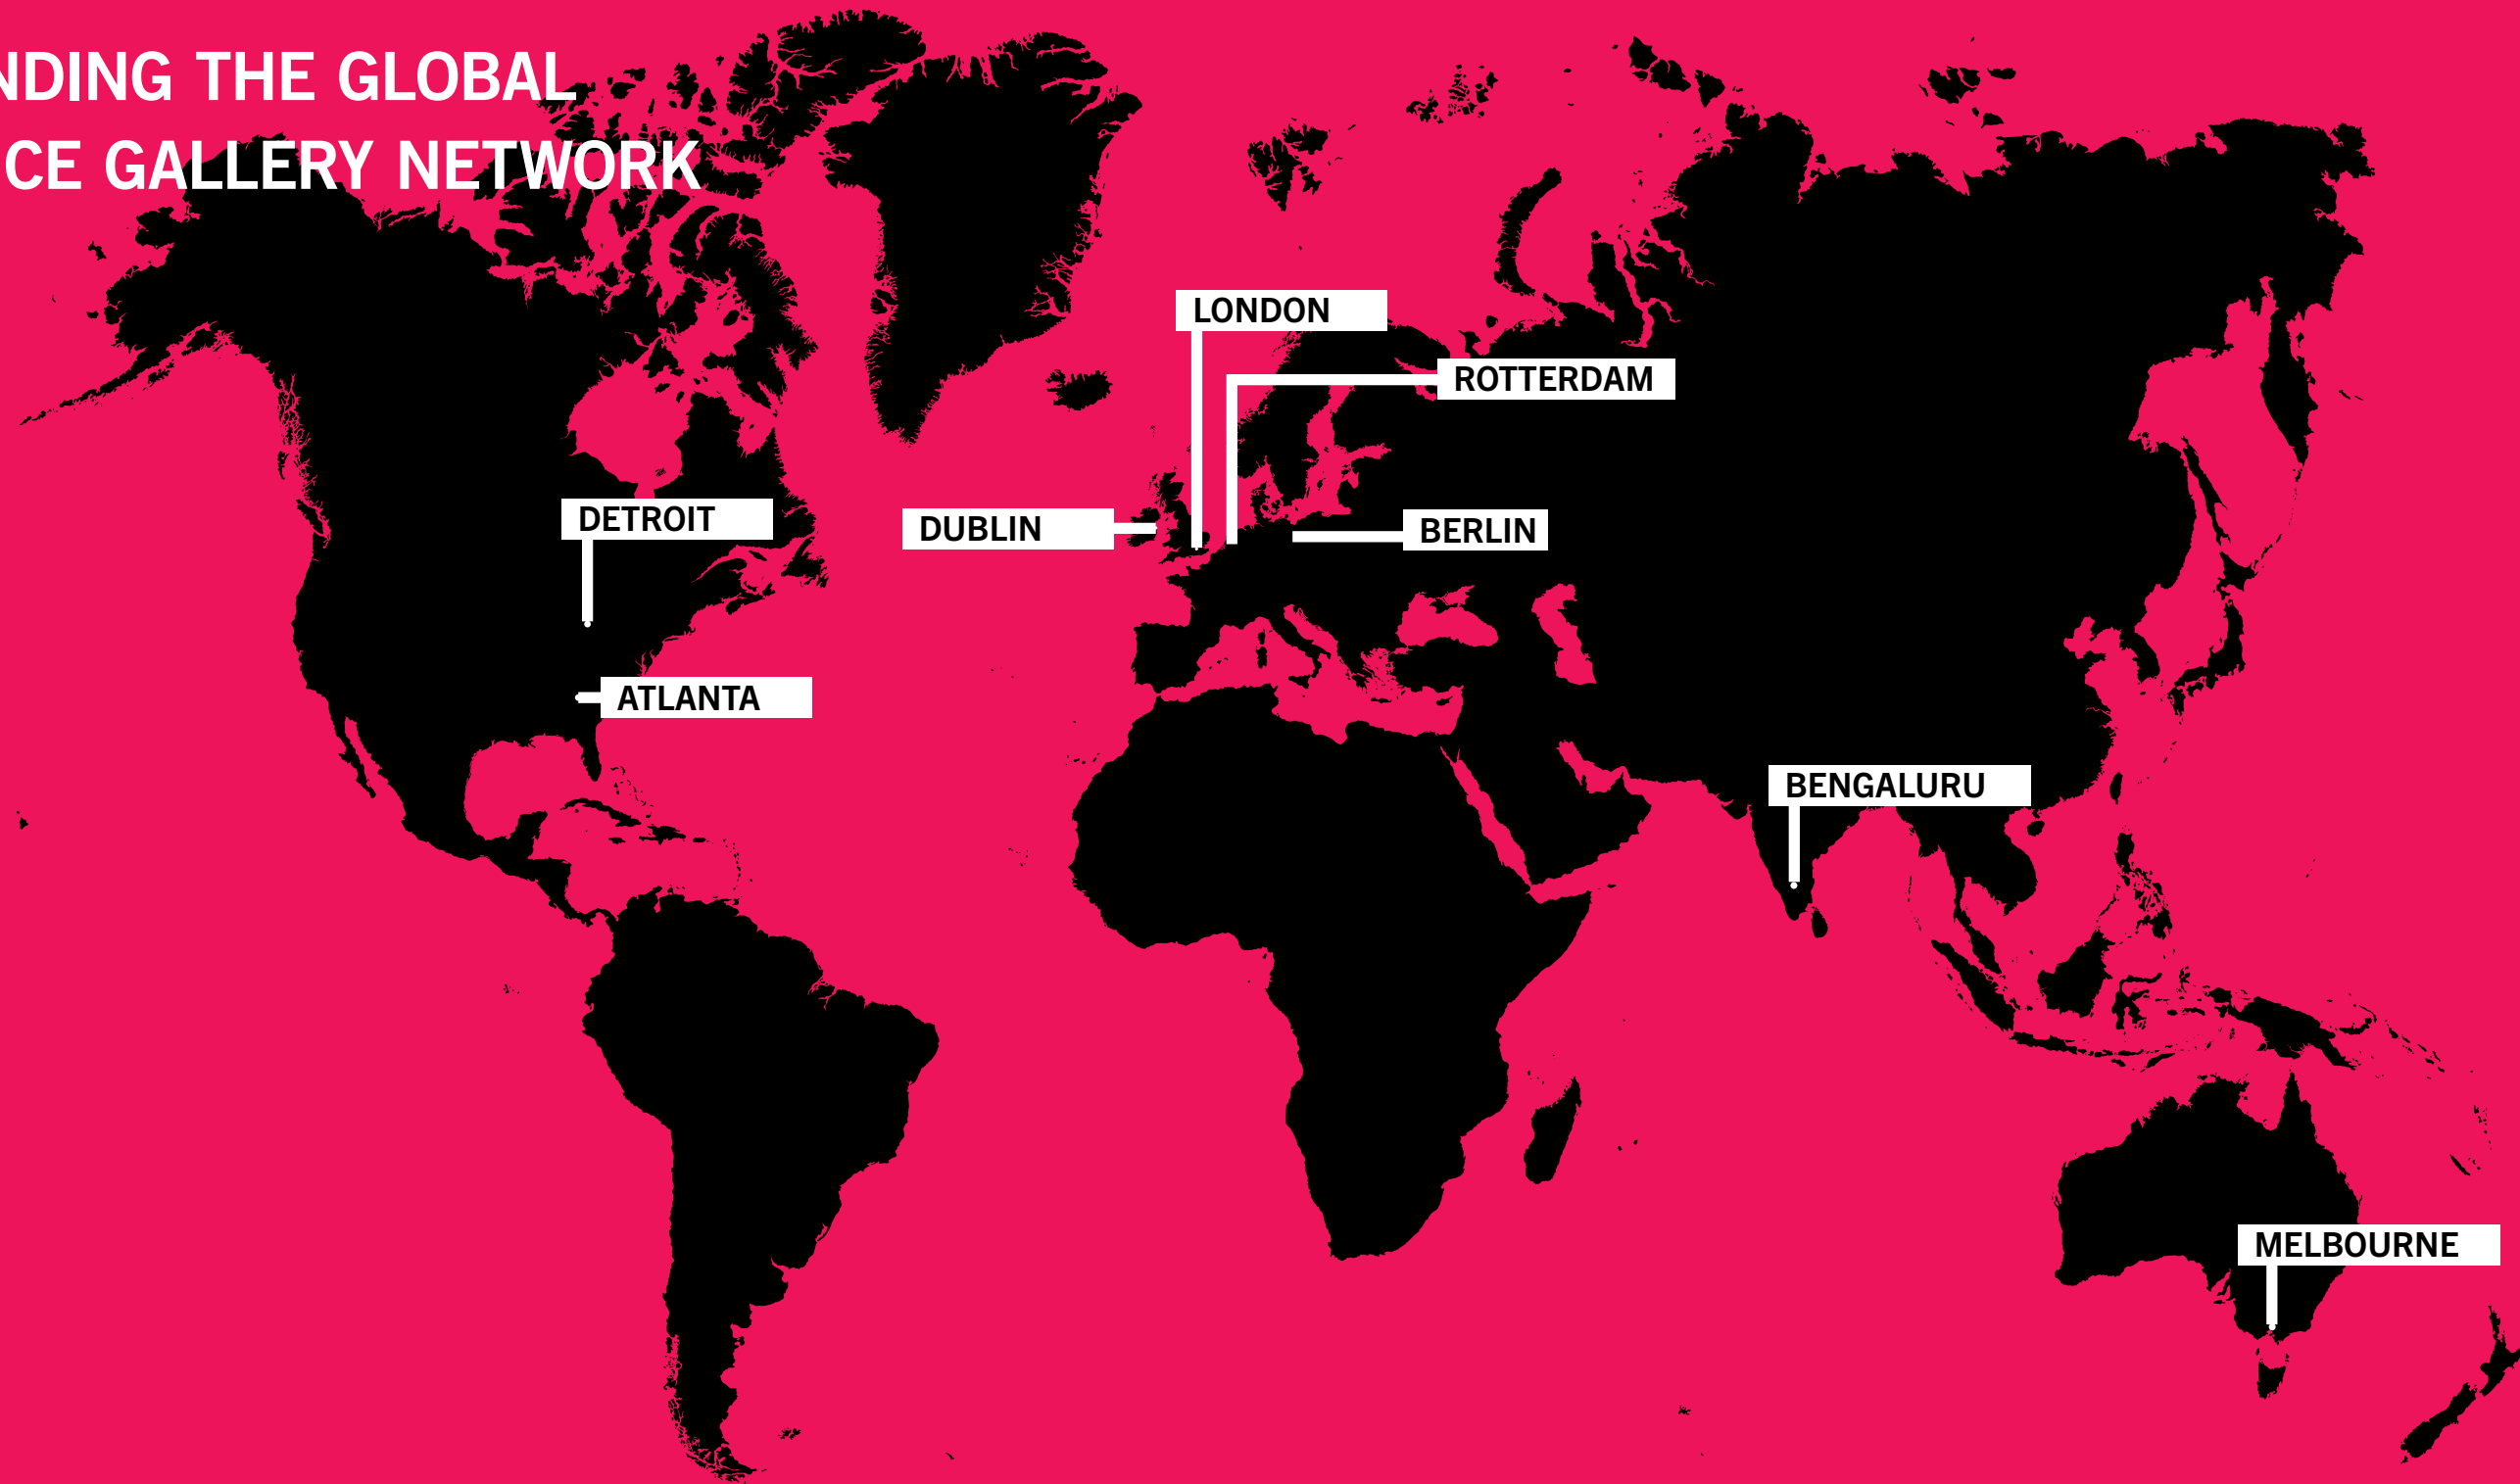 NDING THE GLOBAL
CE GALLERY NETWORK
LONDON
ROTTERDAM
DETROIT
DUBLIN
BERLIN
ATLANTA
BENGALURU
MELBOURNE